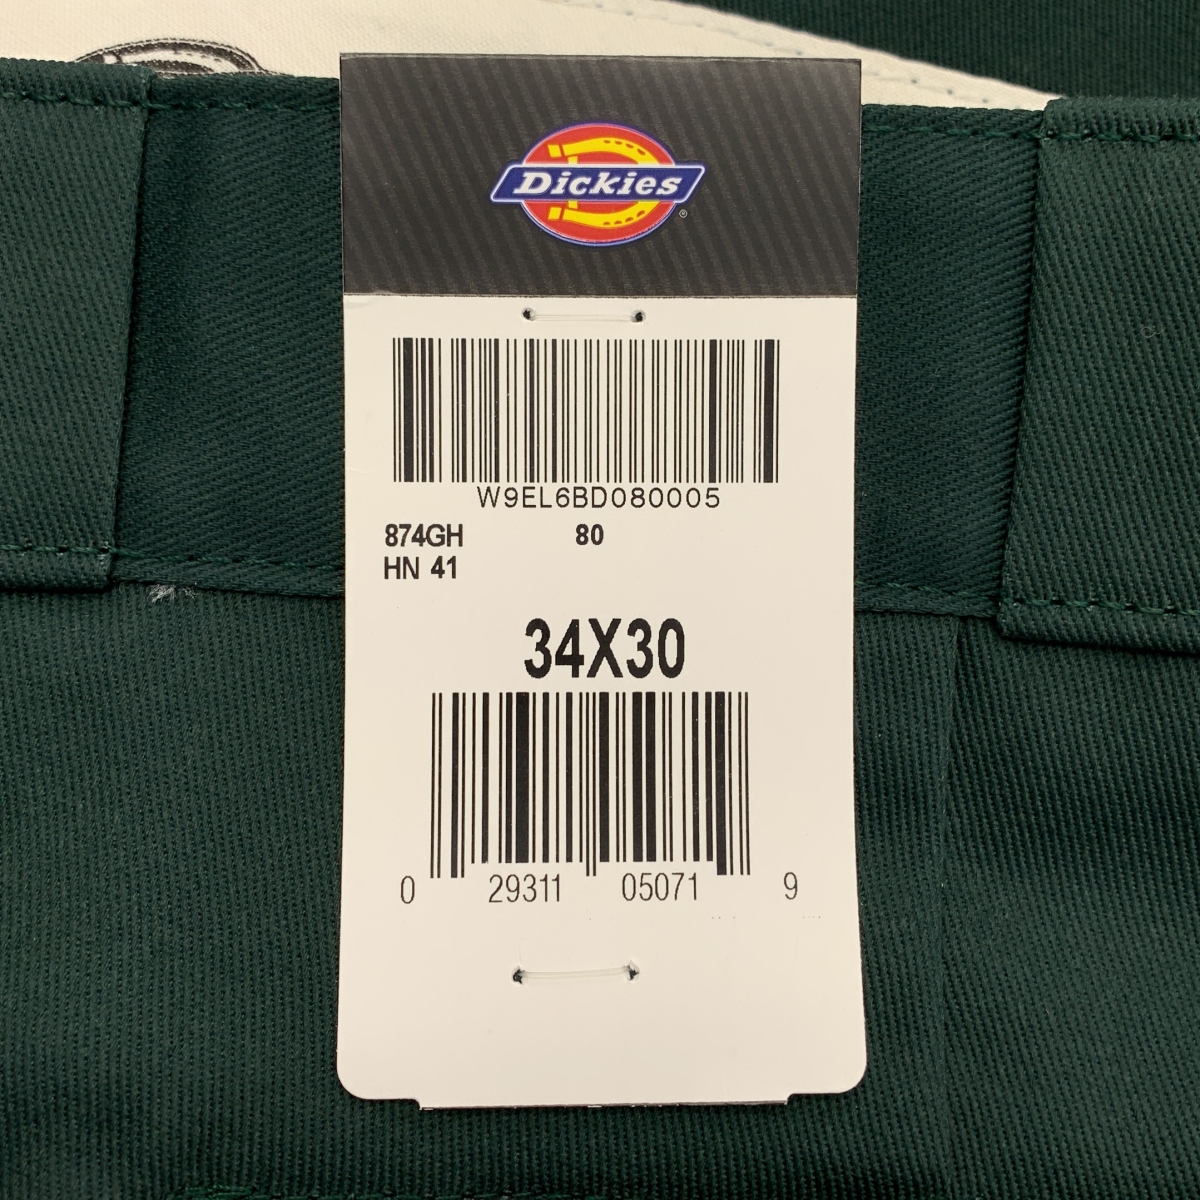 Dickies®
W9EL6BD080005
874GH 80
HN 41
34X30
0 29311 05071 9